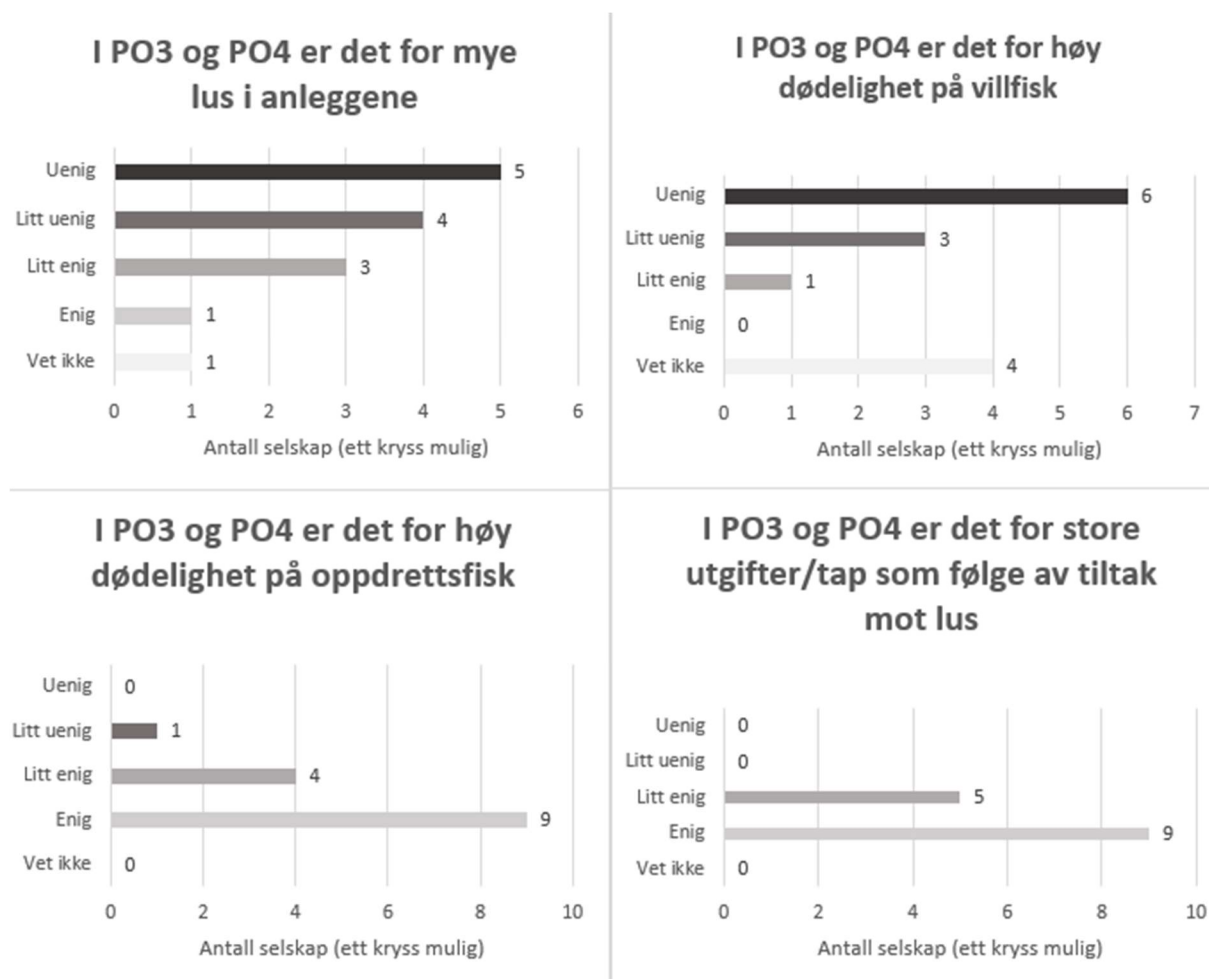 I PO3 og PO4 er det for mye
lus i anleggene
Uenig 5
Litt uenig 4
Litt enig 3
Enig 1
Vet ikke 1
0 1 2 3 4 5 6
Antall selskap (ett kryss mulig)
I PO3 og PO4 er det for høy
dødelighet på villfisk
Uenig 6
Litt uenig 3
Litt enig 1
Enig 0
Vet ikke 4
0 1 2 3 4 5 6 7
Antall selskap (ett kryss mulig)
I PO3 og PO4 er det for høy
dødelighet på oppdrettsfisk
Uenig 0
Litt uenig 1
Litt enig 4
Enig 9
Vet ikke 0
0 2 4 6 8 10
Antall selskap (ett kryss mulig)
I PO3 og PO4 er det for store
utgifter/tap som følge av tiltak
mot lus
Uenig 0
Litt uenig 0
Litt enig 5
Enig 9
Vet ikke 0
0 2 4 6 8 10
Antall selskap (ett kryss mulig)